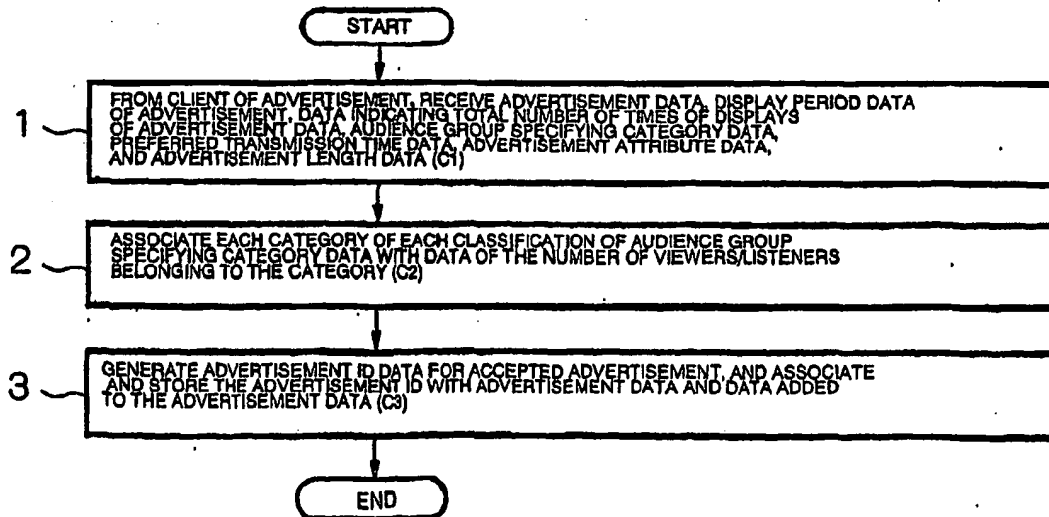 START
1
FROM CLIENT OF ADVERTISEMENT, RECEIVE ADVERTISEMENT DATA, DISPLAY PERIOD DATA
OF ADVERTISEMENT, DATA INDICATING TOTAL NUMBER OF TIMES OF DISPLAYS
OF ADVERTISEMENT DATA, AUDIENCE GROUP SPECIFYING CATEGORY DATA,
PREFERRED TRANSMISSION TIME DATA, ADVERTISEMENT ATTRIBUTE DATA,
AND ADVERTISEMENT LENGTH DATA (C1)
2
ASSOCIATE EACH CATEGORY OF EACH CLASSIFICATION OF AUDIENCE GROUP
SPECIFYING CATEGORY DATA WITH DATA OF THE NUMBER OF VIEWERS/LISTENERS
BELONGING TO THE CATEGORY (C2)
3
GENERATE ADVERTISEMENT ID DATA FOR ACCEPTED ADVERTISEMENT, AND ASSOCIATE
AND STORE THE ADVERTISEMENT ID WITH ADVERTISEMENT DATA AND DATA ADDED
TO THE ADVERTISEMENT DATA (C3)
END